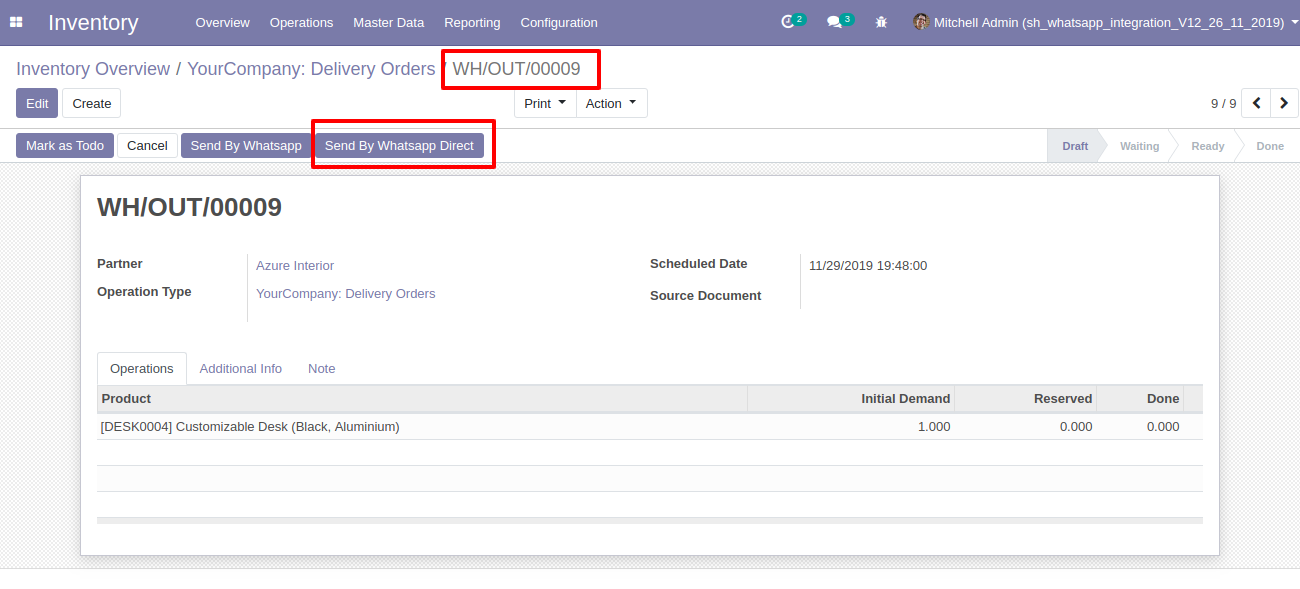 Inventory Overview Operations Master Data Reporting Configuration 2 3 Mitchell Admin (sh_whatsapp_integration_V12_26_11_2019)
Inventory Overview / YourCompany: Delivery Orders / WH/OUT/00009
Edit Create Print Action 9 / 9
Mark as Todo Cancel Send By Whatsapp Send By Whatsapp Direct Draft Waiting Ready Done
WH/OUT/00009
Partner Azure Interior Scheduled Date 11/29/2019 19:48:00
Operation Type YourCompany: Delivery Orders Source Document
Operations Additional Info Note
Product Initial Demand Reserved Done
[DESK0004] Customizable Desk (Black, Aluminium) 1.000 0.000 0.000